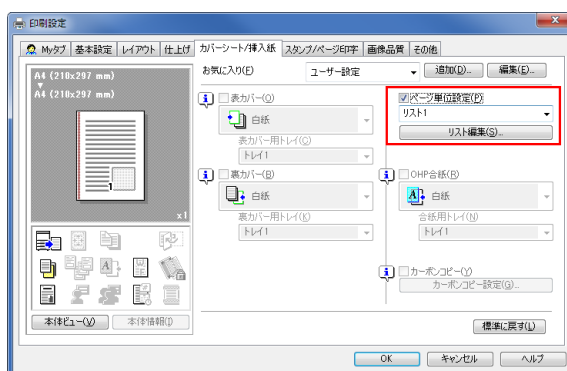 印刷設定
Myタブ 基本設定 レイアウト 仕上げ カバーシート/挿入紙 スタンプ/ページ印字 画像品質 その他
A4 (210x297 mm)
A4 (210x297 mm)
1
x1
本体ビュー(V) 本体情報(I)
お気に入り(F) ユーザー設定 追加(D)... 編集(E)...
表カバー(O)
白紙
表カバー用トレイ(C)
トレイ1
ページ単位設定(P)
リスト1
リスト編集(S)...
裏カバー(B)
白紙
裏カバー用トレイ(K)
トレイ1
OHP合紙(R)
白紙
合紙用トレイ(N)
トレイ1
カーボンコピー(Y)
カーボンコピー設定(G)...
標準に戻す(L)
OK キャンセル ヘルプ